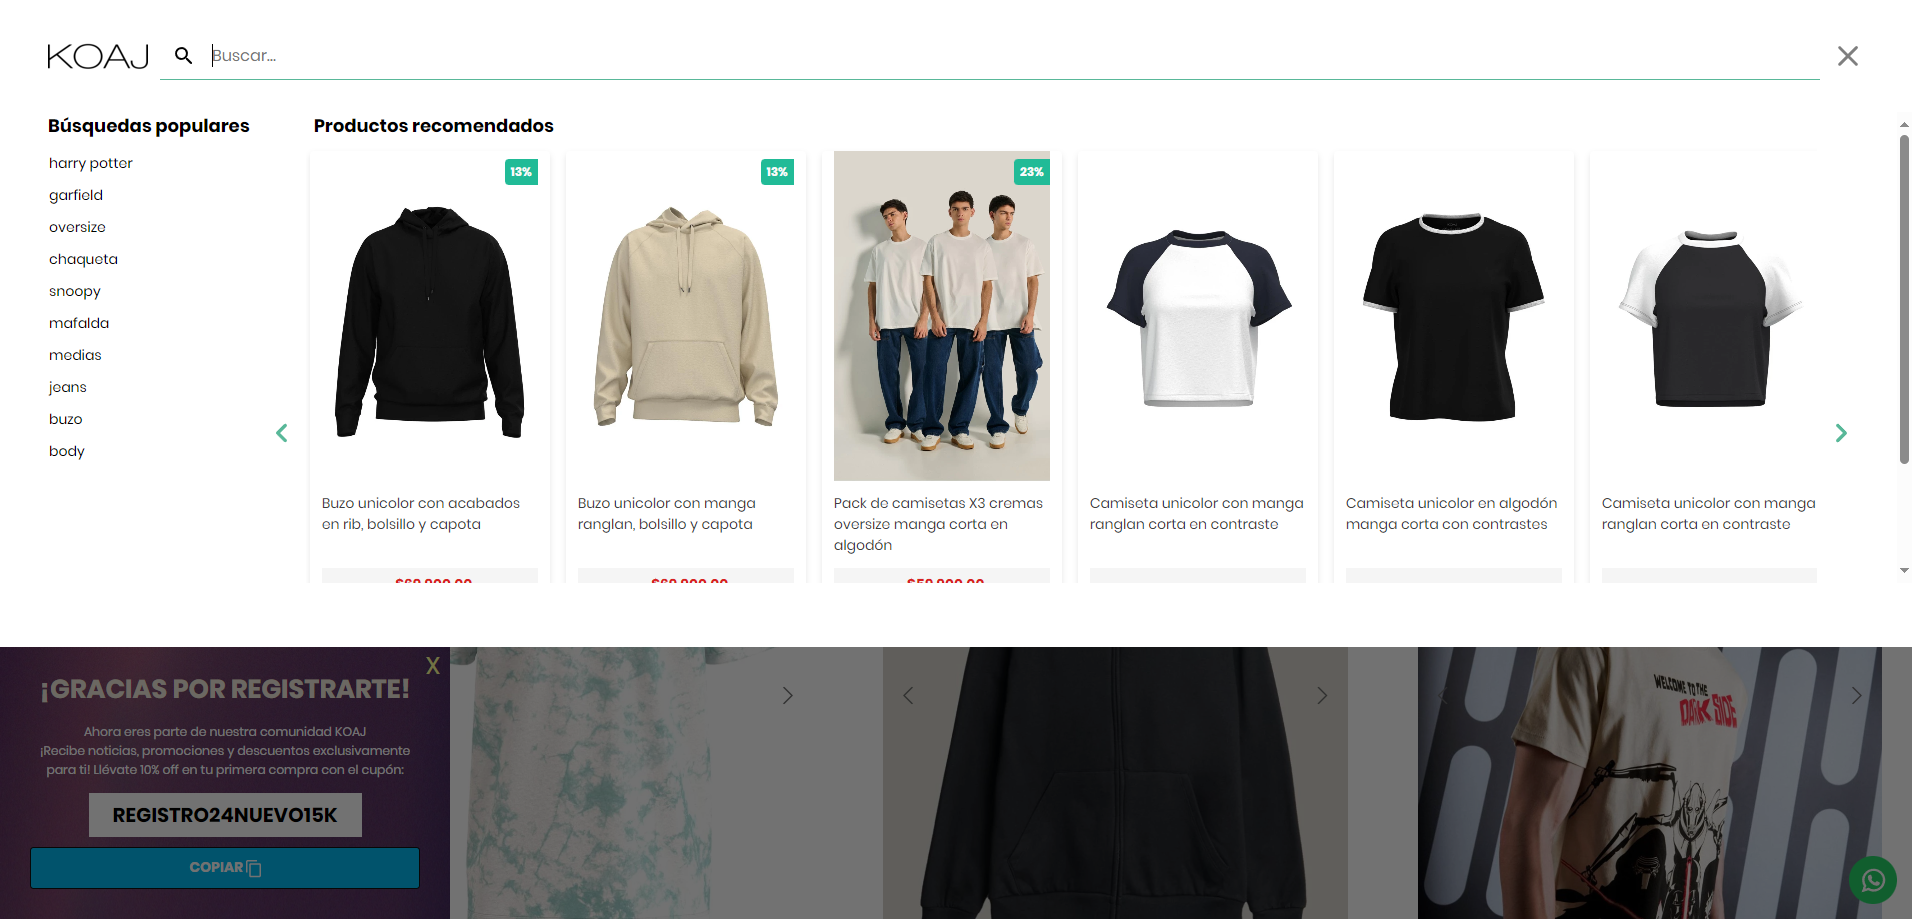 KOAJ
Buscar...
Búsquedas populares
harry potter
garfield
oversize
chaqueta
snoopy
mafalda
medias
jeans
buzo
body
Productos recomendados
13%
Buzo unicolor con acabados
en rib, bolsillo y capota
13%
Buzo unicolor con manga
ranglan, bolsillo y capota
23%
Pack de camisetas X3 cremas
oversize manga corta en
algodón
Camiseta unicolor con manga
ranglan corta en contraste
Camiseta unicolor en algodón
manga corta con contrastes
Camiseta unicolor con manga
ranglan corta en contraste
X
¡GRACIAS POR REGISTRARTE!
Ahora eres parte de nuestra comunidad KOAJ
¡Recibe noticias, promociones y descuentos exclusivamente
para ti! Llévate 10% off en tu primera compra con el cupón:
REGISTRO24NUEVO15K
COPIAR
WELCOME TO THE
DARK SIDE